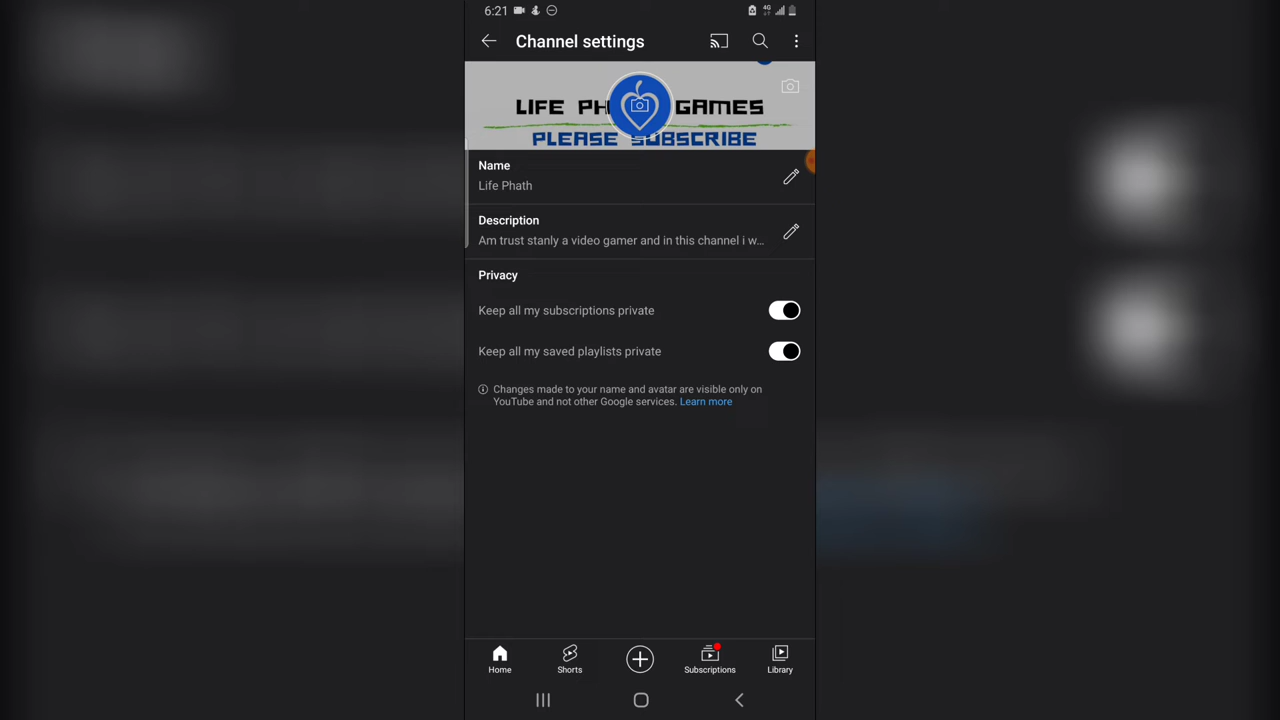 6:21
4G
Channel settings
LIFE PH GAMES
PLEASE SUBSCRIBE
Name
Life Phath
Description
Am trust stanly a video gamer and in this channel i w...
Privacy
Keep all my subscriptions private
Keep all my saved playlists private
Changes made to your name and avatar are visible only on
YouTube and not other Google services. Learn more
Home Shorts Subscriptions Library